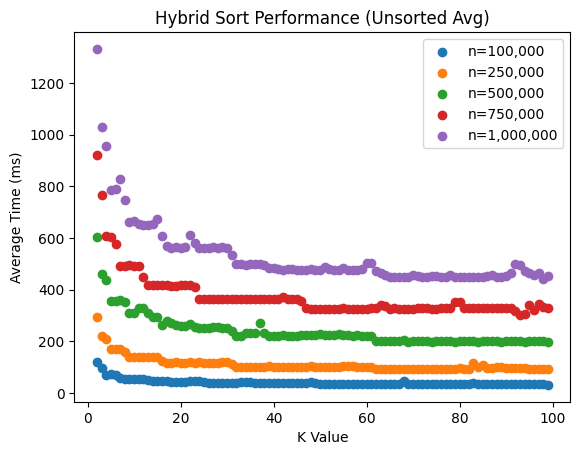 Hybrid Sort Performance (Unsorted Avg)
n=100,000
n=250,000
n=500,000
n=750,000
n=1,000,000
Average Time (ms)
1200
1000
800
600
400
200
0
0 20 40 60 80 100
K Value